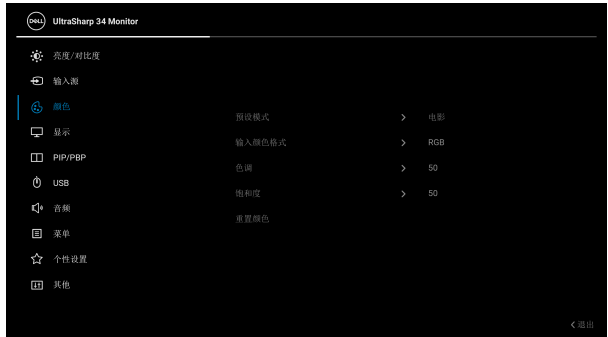 DELL UltraSharp 34 Monitor
亮度/对比度
输入源
颜色
预设模式 > 电影
显示
输入颜色格式 > RGB
PIP/PBP
色调 > 50
USB
饱和度 > 50
音频
重置颜色
菜单
个性设置
其他
<退出